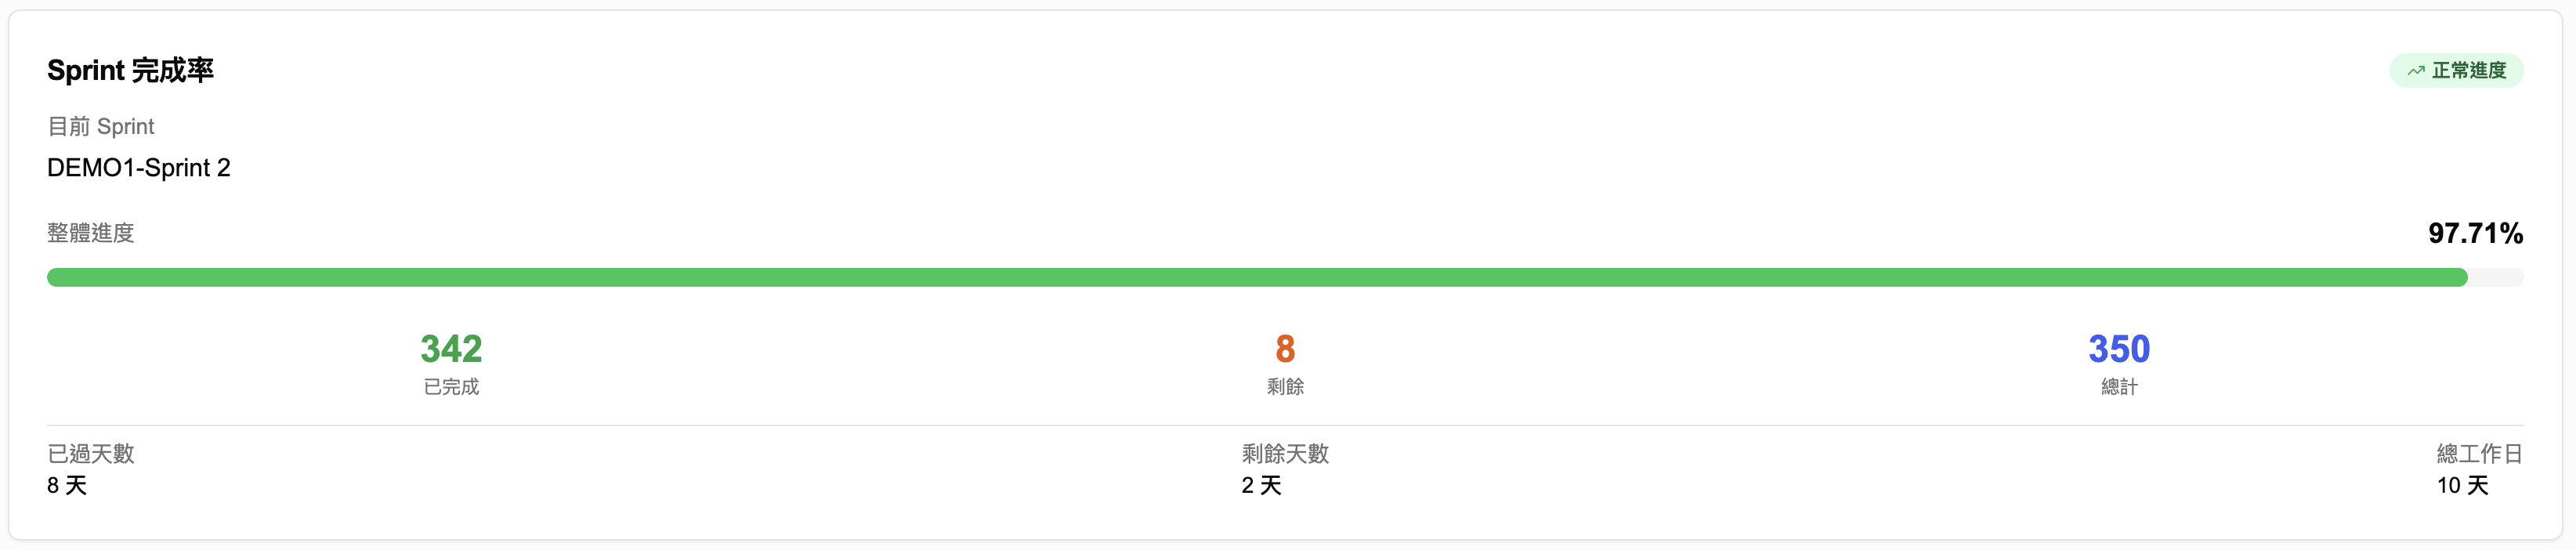 Sprint 完成率
正常進度
目前 Sprint
DEMO1-Sprint 2
整體進度
97.71%
342
8
350
已完成
剩餘
總計
已過天數
剩餘天數
總工作日
8 天
2 天
10 天